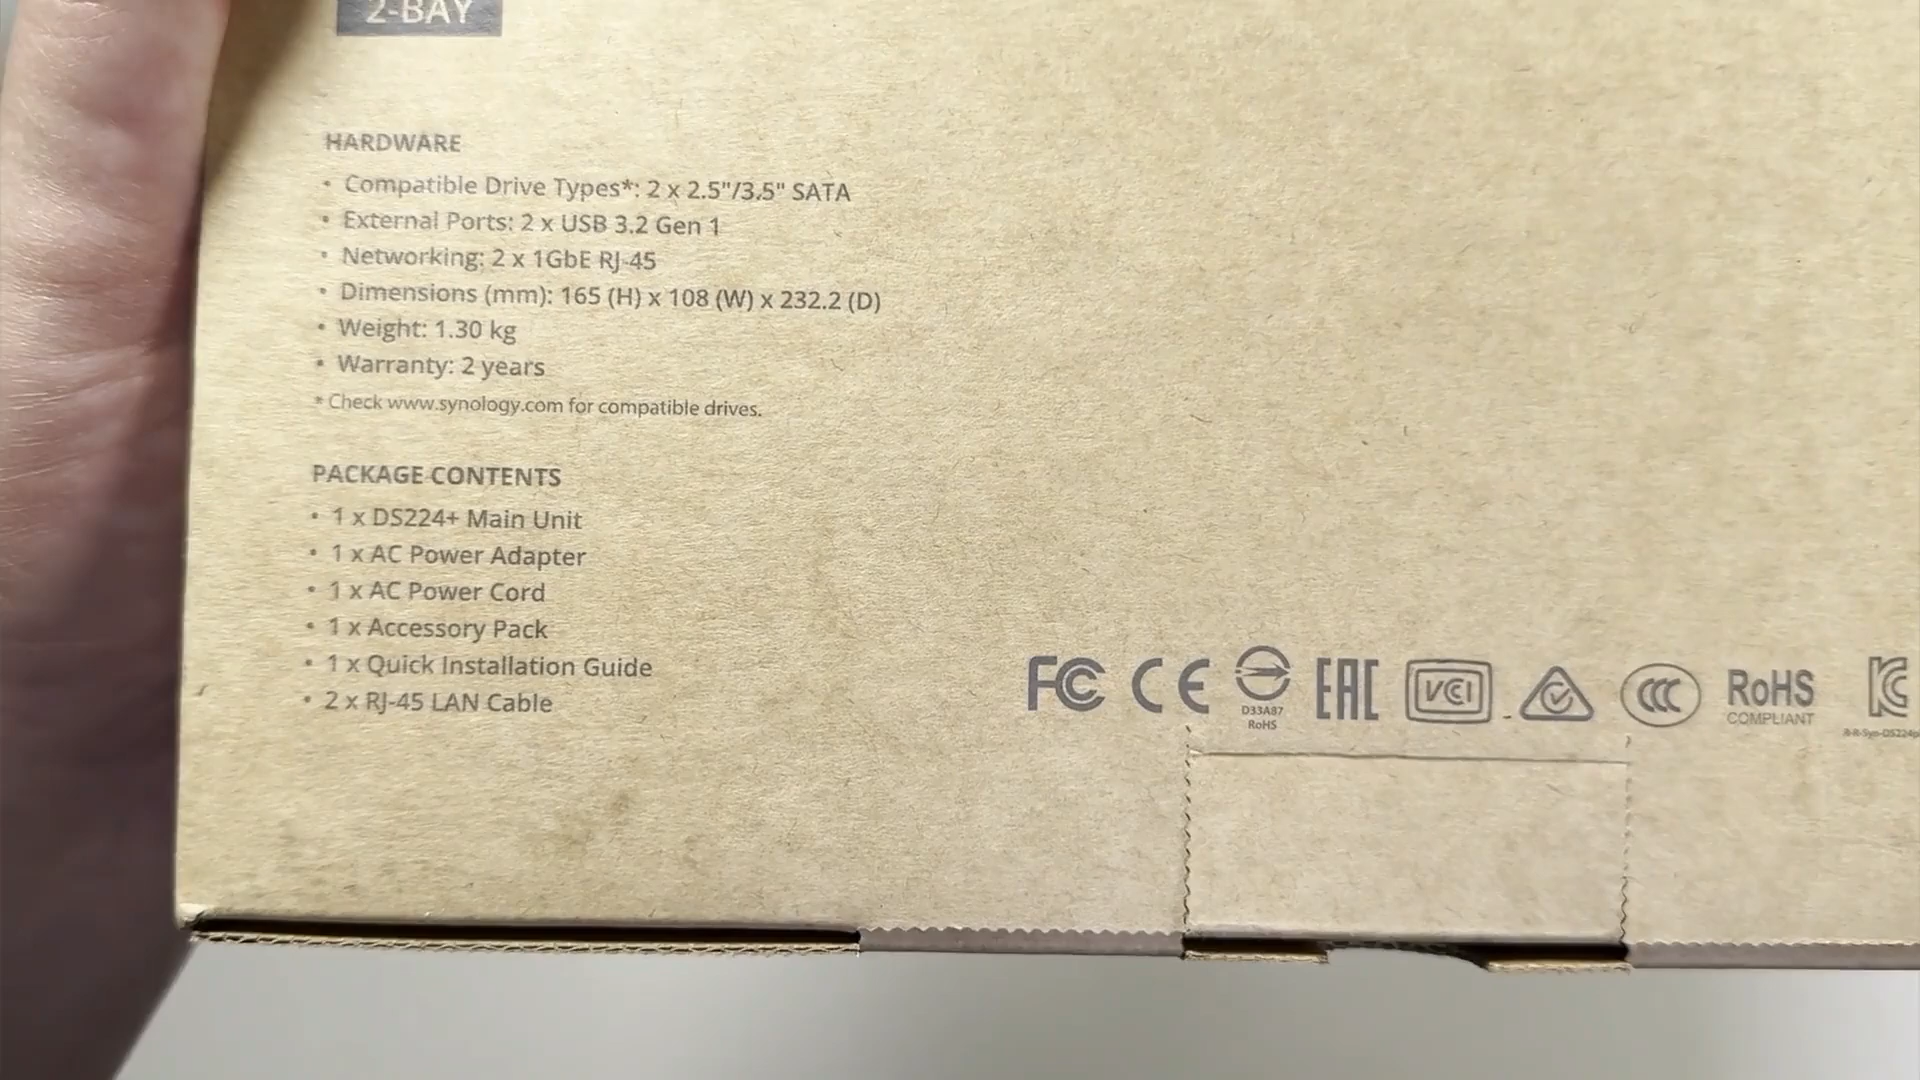 2-BAY
HARDWARE
• Compatible Drive Types*: 2 x 2.5"/3.5" SATA
• External Ports: 2 x USB 3.2 Gen 1
• Networking: 2 x 1GbE RJ-45
• Dimensions (mm): 165 (H) x 108 (W) x 232.2 (D)
• Weight: 1.30 kg
• Warranty: 2 years
* Check www.synology.com for compatible drives.
PACKAGE CONTENTS
• 1 x DS224+ Main Unit
• 1 x AC Power Adapter
• 1 x AC Power Cord
• 1 x Accessory Pack
• 1 x Quick Installation Guide
• 2 x RJ-45 LAN Cable
FC CE EAC VCCI CCC RoHS KC
D33A87
RoHS
COMPLIANT